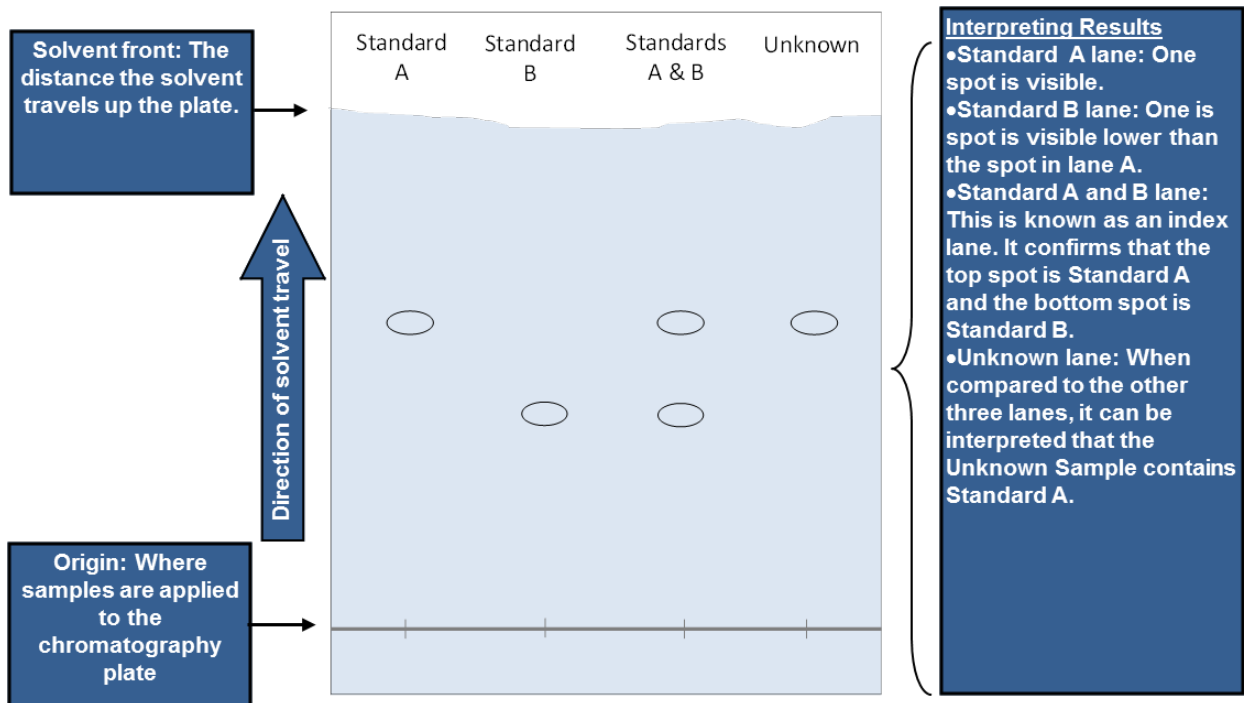 Solvent front: The
distance the solvent
travels up the plate.
Direction of solvent travel
Origin: Where
samples are applied
to the
chromatography
plate
Standard
A
Standard
B
Standards
A & B
Unknown
Interpreting Results
•Standard A lane: One
spot is visible.
•Standard B lane: One is
spot is visible lower than
the spot in lane A.
•Standard A and B lane:
This is known as an index
lane. It confirms that the
top spot is Standard A
and the bottom spot is
Standard B.
•Unknown lane: When
compared to the other
three lanes, it can be
interpreted that the
Unknown Sample contains
Standard A.